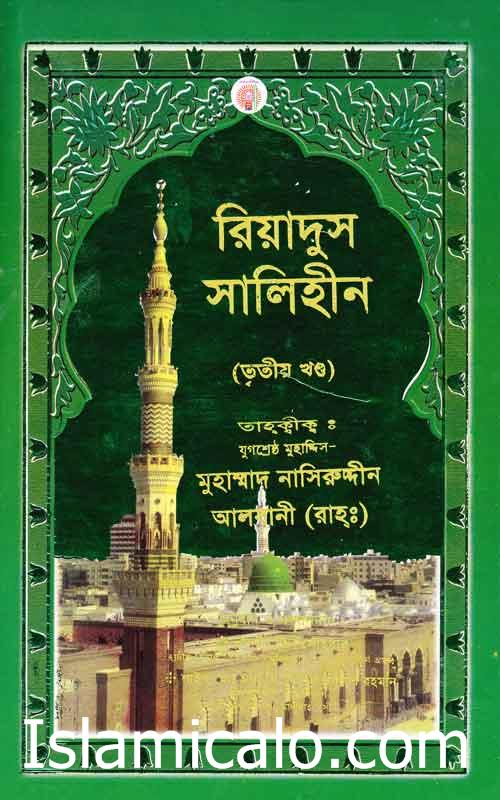 রিয়াদুস
সালিহীন
(তৃতীয় খণ্ড)
তাহক্বীক্ব ঃ
যুগশ্রেষ্ঠ মুহাদ্দিস-
মুহাম্মাদ নাসিরুদ্দীন
আলবানী (রাহঃ)
Islamicalo.com